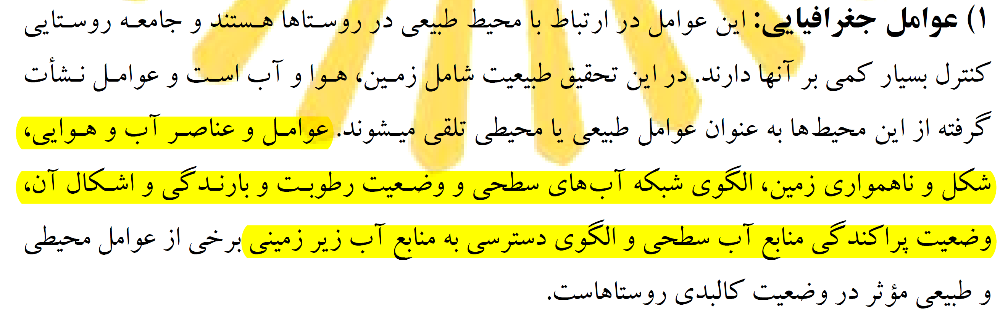 ۱) عوامل جغرافیایی: این عوامل در ارتباط با محیط طبیعی در روستاها هستند و جامعه روستایی
کنترل بسیار کمی بر آنها دارند. در این تحقیق طبیعیت شامل زمین، هوا و آب است و عوامل نشأت
گرفته از این محیط‌ها به عنوان عوامل طبیعی یا محیطی تلقی میشوند. عوامل و عناصر آب و هوایی،
شکل و ناهمواری زمین، الگوی شبکه آب‌های سطحی و وضعیت رطوبت و بارندگی و اشکال آن،
وضعیت پراکندگی منابع آب سطحی و الگوی دسترسی به منابع آب زیر زمینی برخی از عوامل محیطی
و طبیعی مؤثر در وضعیت کالبدی روستاهاست.